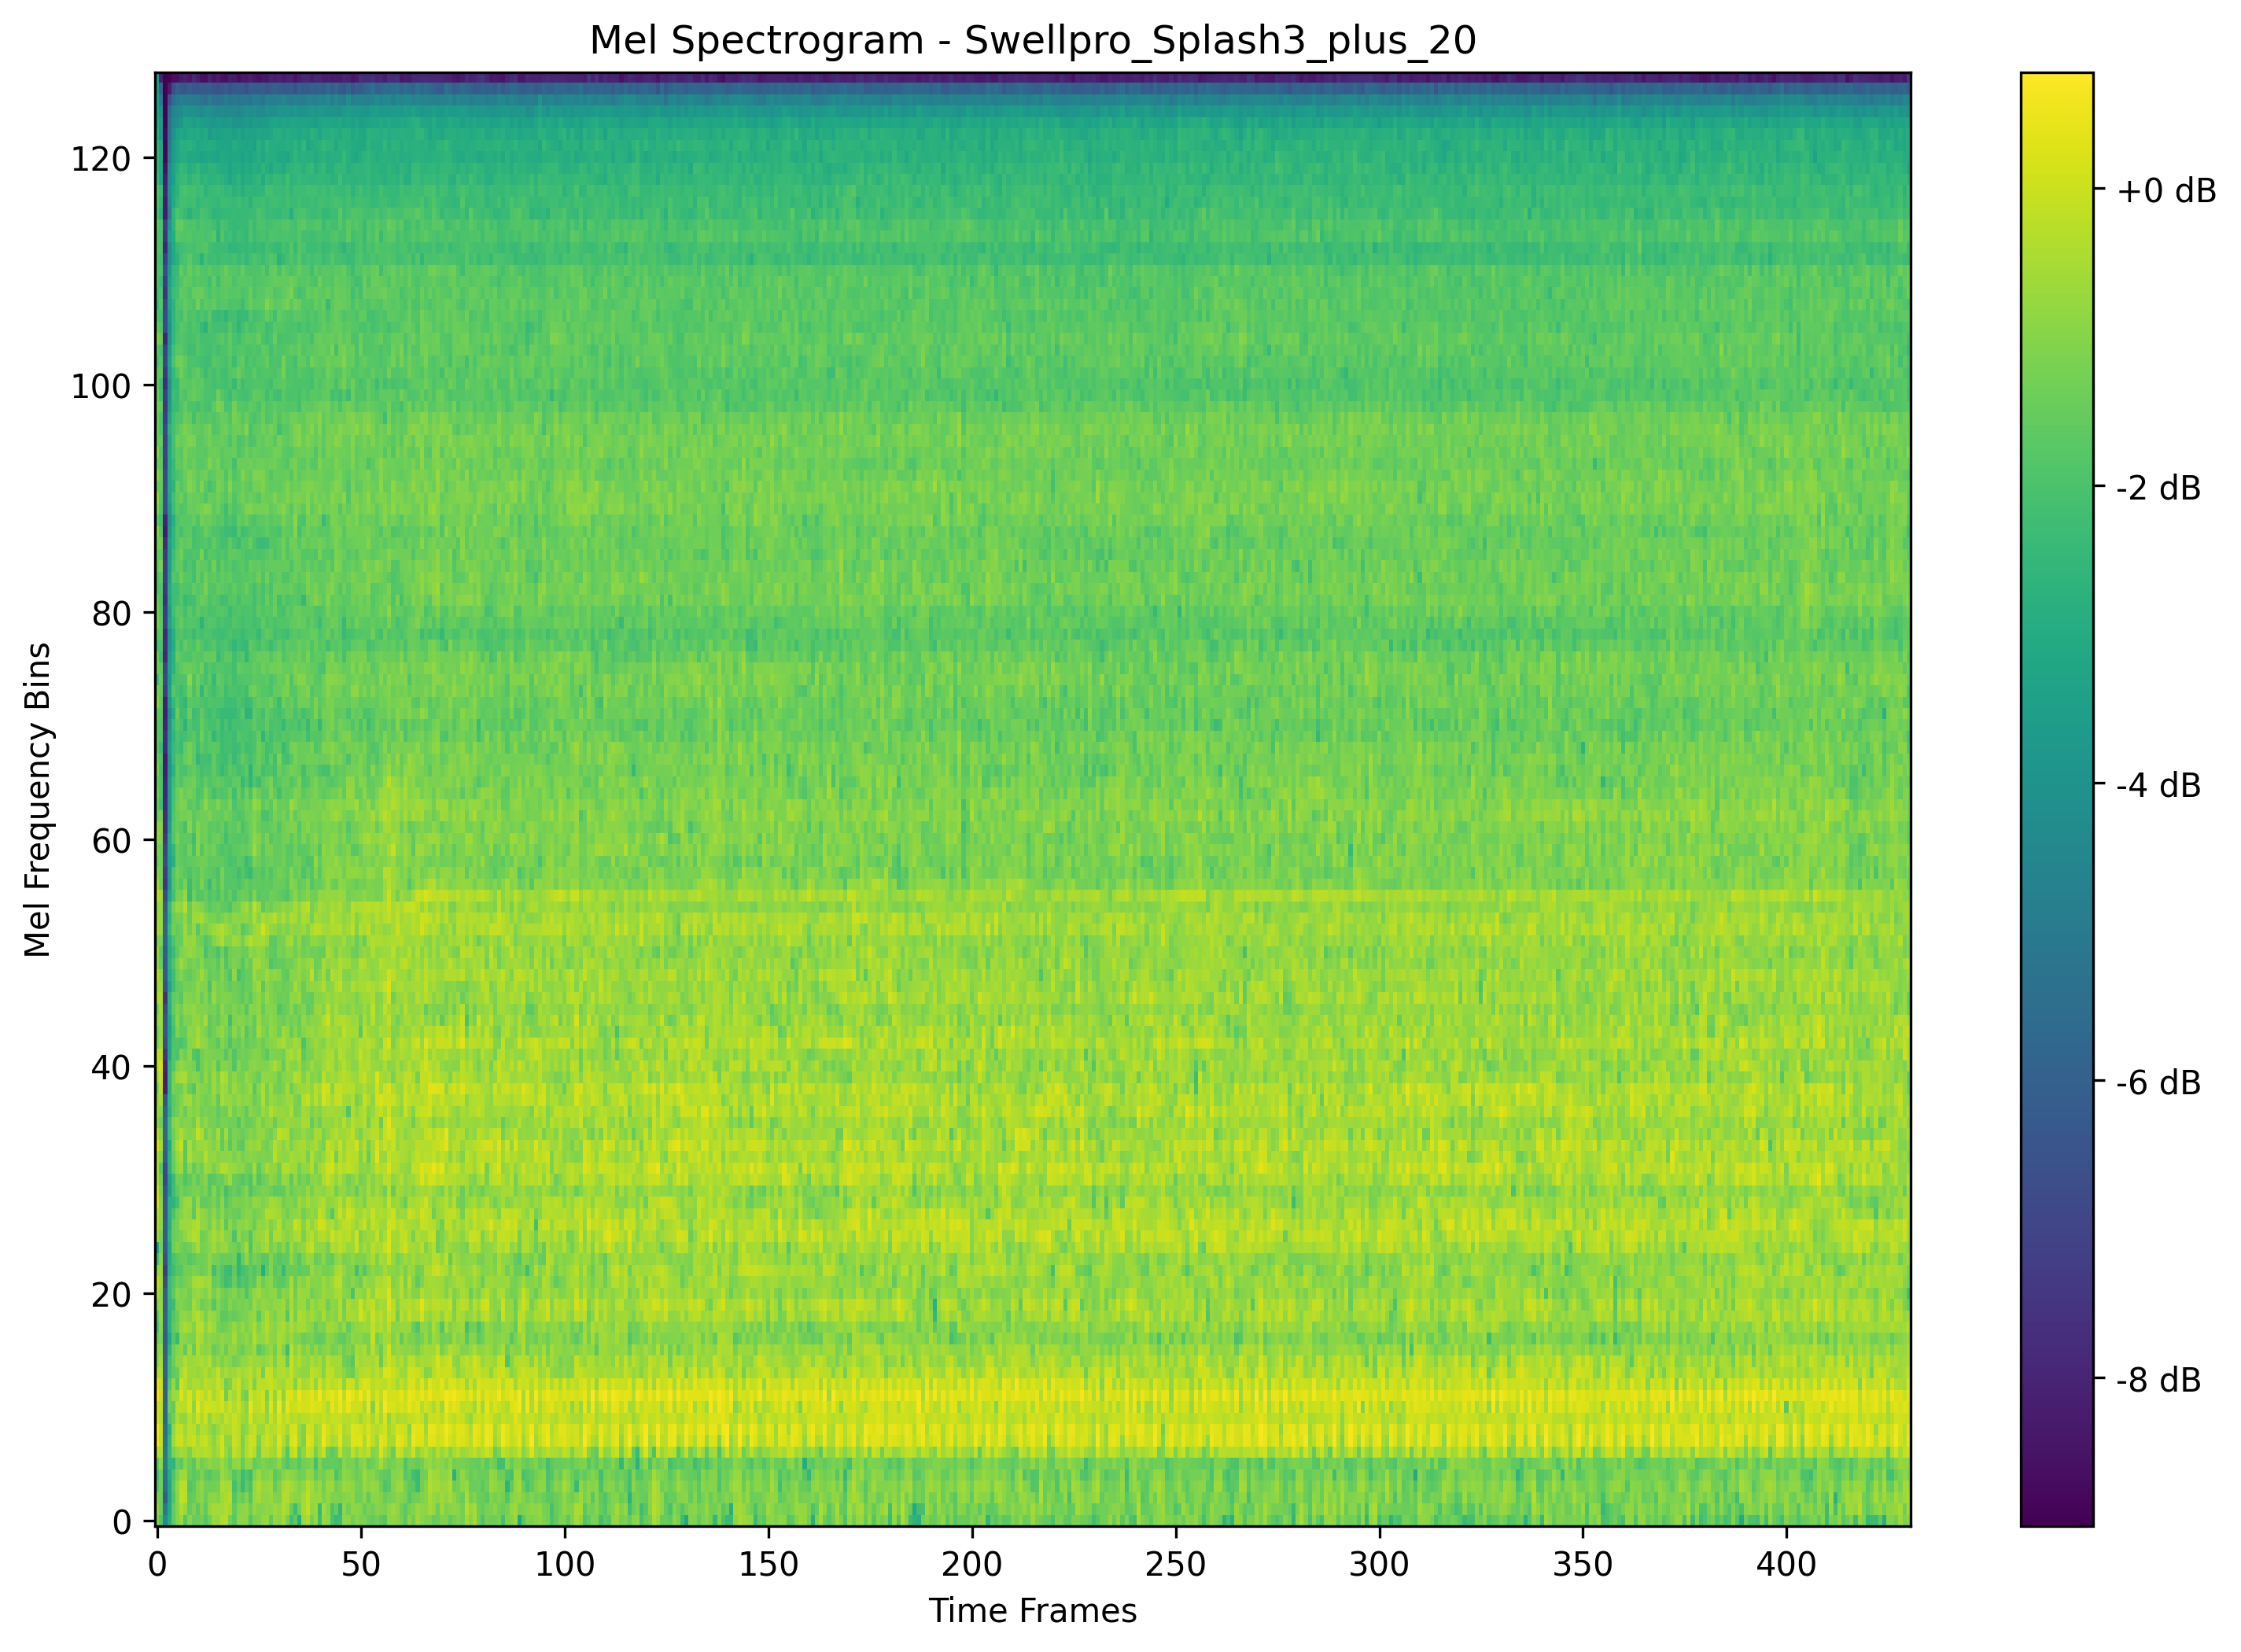 Mel Spectrogram - Swellpro_Splash3_plus_20
Mel Frequency Bins
120
100
80
60
40
20
0
0 50 100 150 200 250 300 350 400
Time Frames
+0 dB
-2 dB
-4 dB
-6 dB
-8 dB